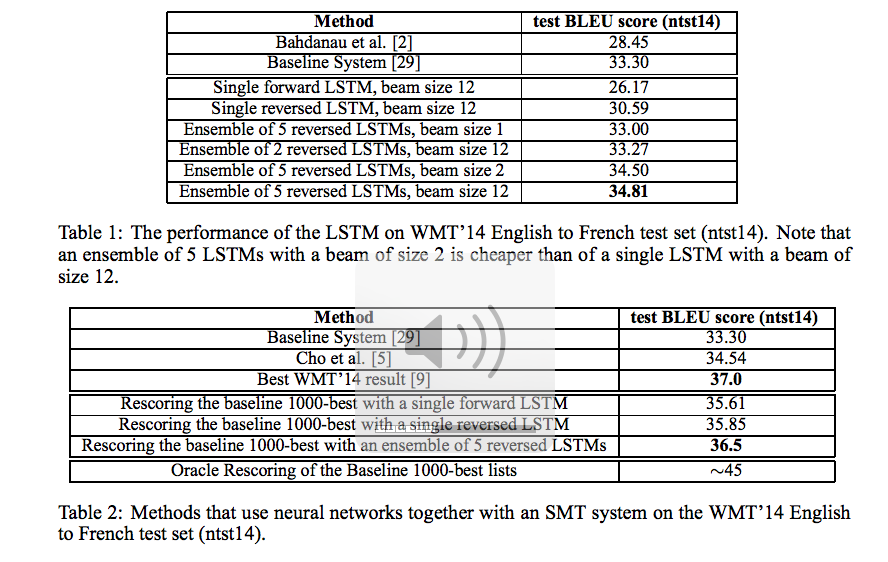 Method test BLEU score (ntst14)
Bahdanau et al. [2] 28.45
Baseline System [29] 33.30
Single forward LSTM, beam size 12 26.17
Single reversed LSTM, beam size 12 30.59
Ensemble of 5 reversed LSTMs, beam size 1 33.00
Ensemble of 2 reversed LSTMs, beam size 12 33.27
Ensemble of 5 reversed LSTMs, beam size 2 34.50
Ensemble of 5 reversed LSTMs, beam size 12 34.81
Table 1: The performance of the LSTM on WMT'14 English to French test set (ntst14). Note that
an ensemble of 5 LSTMs with a beam of size 2 is cheaper than of a single LSTM with a beam of
size 12.
Method test BLEU score (ntst14)
Baseline System [29] 33.30
Cho et al. [5] 34.54
Best WMT'14 result [9] 37.0
Rescoring the baseline 1000-best with a single forward LSTM 35.61
Rescoring the baseline 1000-best with a single reversed LSTM 35.85
Rescoring the baseline 1000-best with an ensemble of 5 reversed LSTMs 36.5
Oracle Rescoring of the Baseline 1000-best lists ∼45
Table 2: Methods that use neural networks together with an SMT system on the WMT'14 English
to French test set (ntst14).